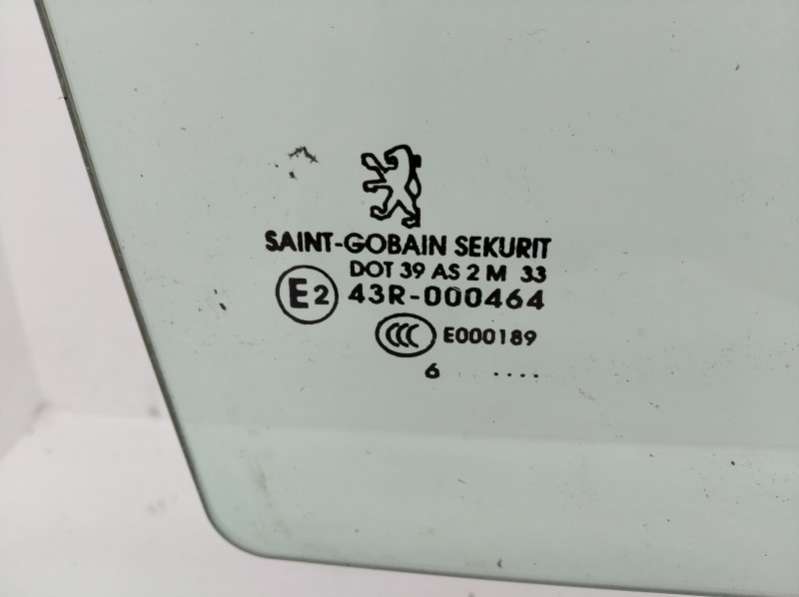 SAINT-GOBAIN SEKURIT
DOT 39 AS 2 M 33
E2 43R-000464
CCC E000189
6 ....